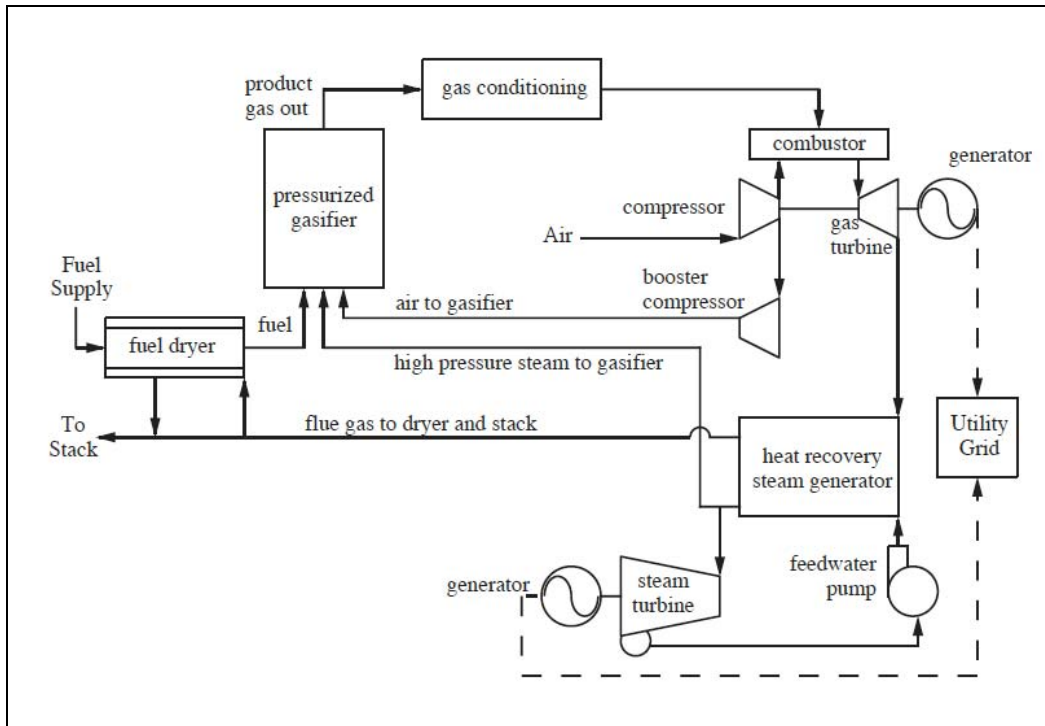 product
gas out
gas conditioning
combustor
generator
pressurized
gasifier
compressor
gas
turbine
Air
Fuel
Supply
booster
compressor
air to gasifier
fuel
fuel dryer
high pressure steam to gasifier
To
Stack
flue gas to dryer and stack
Utility
Grid
heat recovery
steam generator
feedwater
pump
generator
steam
turbine